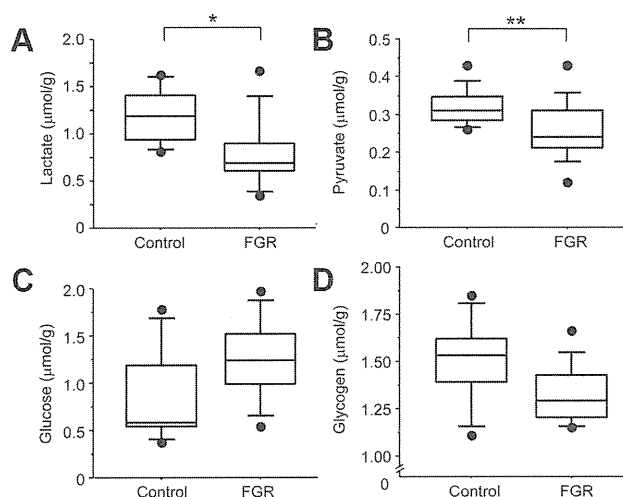 A
*
2.0
1.5
1.0
0.5
0
Lactate (μmol/g)
Control FGR
B
**
0.5
0.4
0.3
0.2
0.1
0
Pyruvate (μmol/g)
Control FGR
C
2.0
1.5
1.0
0.5
0
Glucose (μmol/g)
Control FGR
D
2.00
1.75
1.50
1.25
1.00
0
Glycogen (μmol/g)
Control FGR